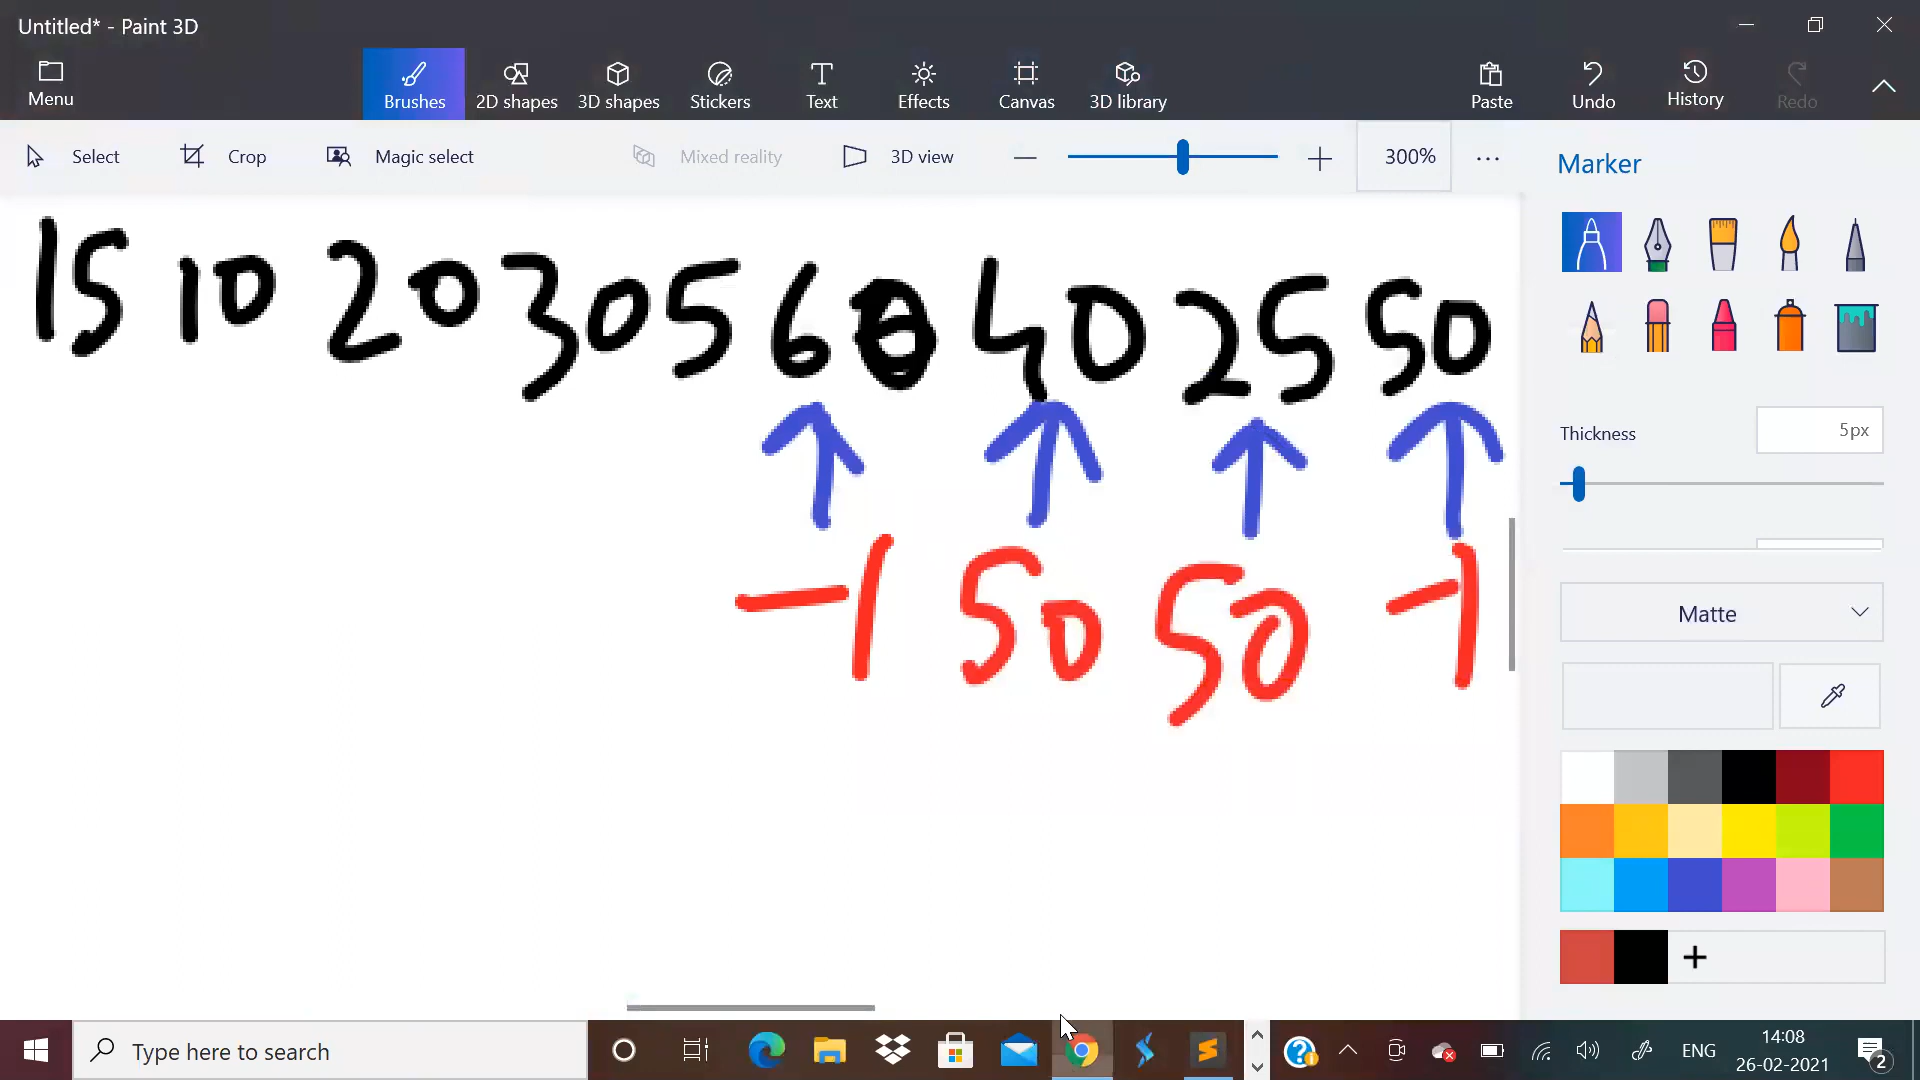 Untitled* - Paint 3D
Menu
Brushes 2D shapes 3D shapes Stickers Text Effects Canvas 3D library Paste Undo History Redo
Select Crop Magic select Mixed reality 3D view 300%
Marker
15 10 20 30 5 60 40 25 50
Thickness 5px
-1 50 50 -1
Matte
Type here to search
ENG
14:08
26-02-2021
2